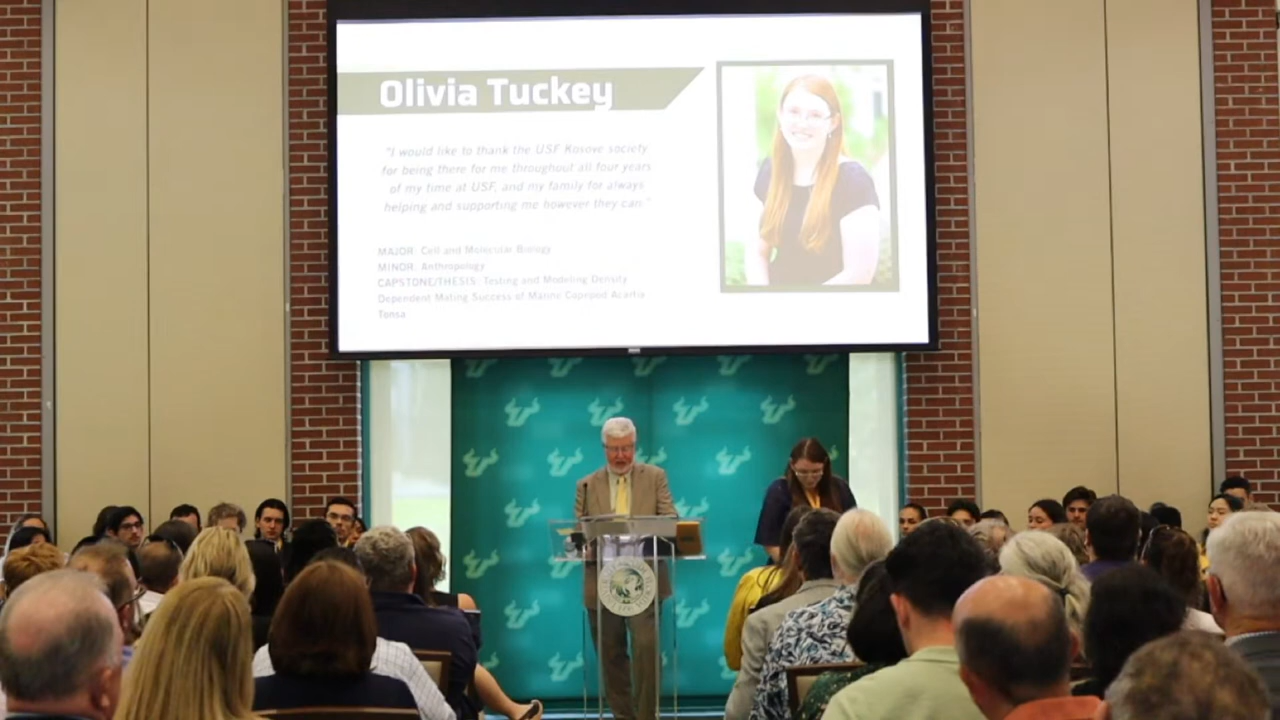 Olivia Tuckey
"I would like to thank the USF Kosove society
for being there for me throughout all four years
of my time at USF, and my family for always
helping and supporting me however they can."
MAJOR: Cell and Molecular Biology
MINOR: Anthropology
CAPSTONE/THESIS: Testing and Modeling Density
Dependent Mating Success of Marine Copepod Acartia
Tonsa